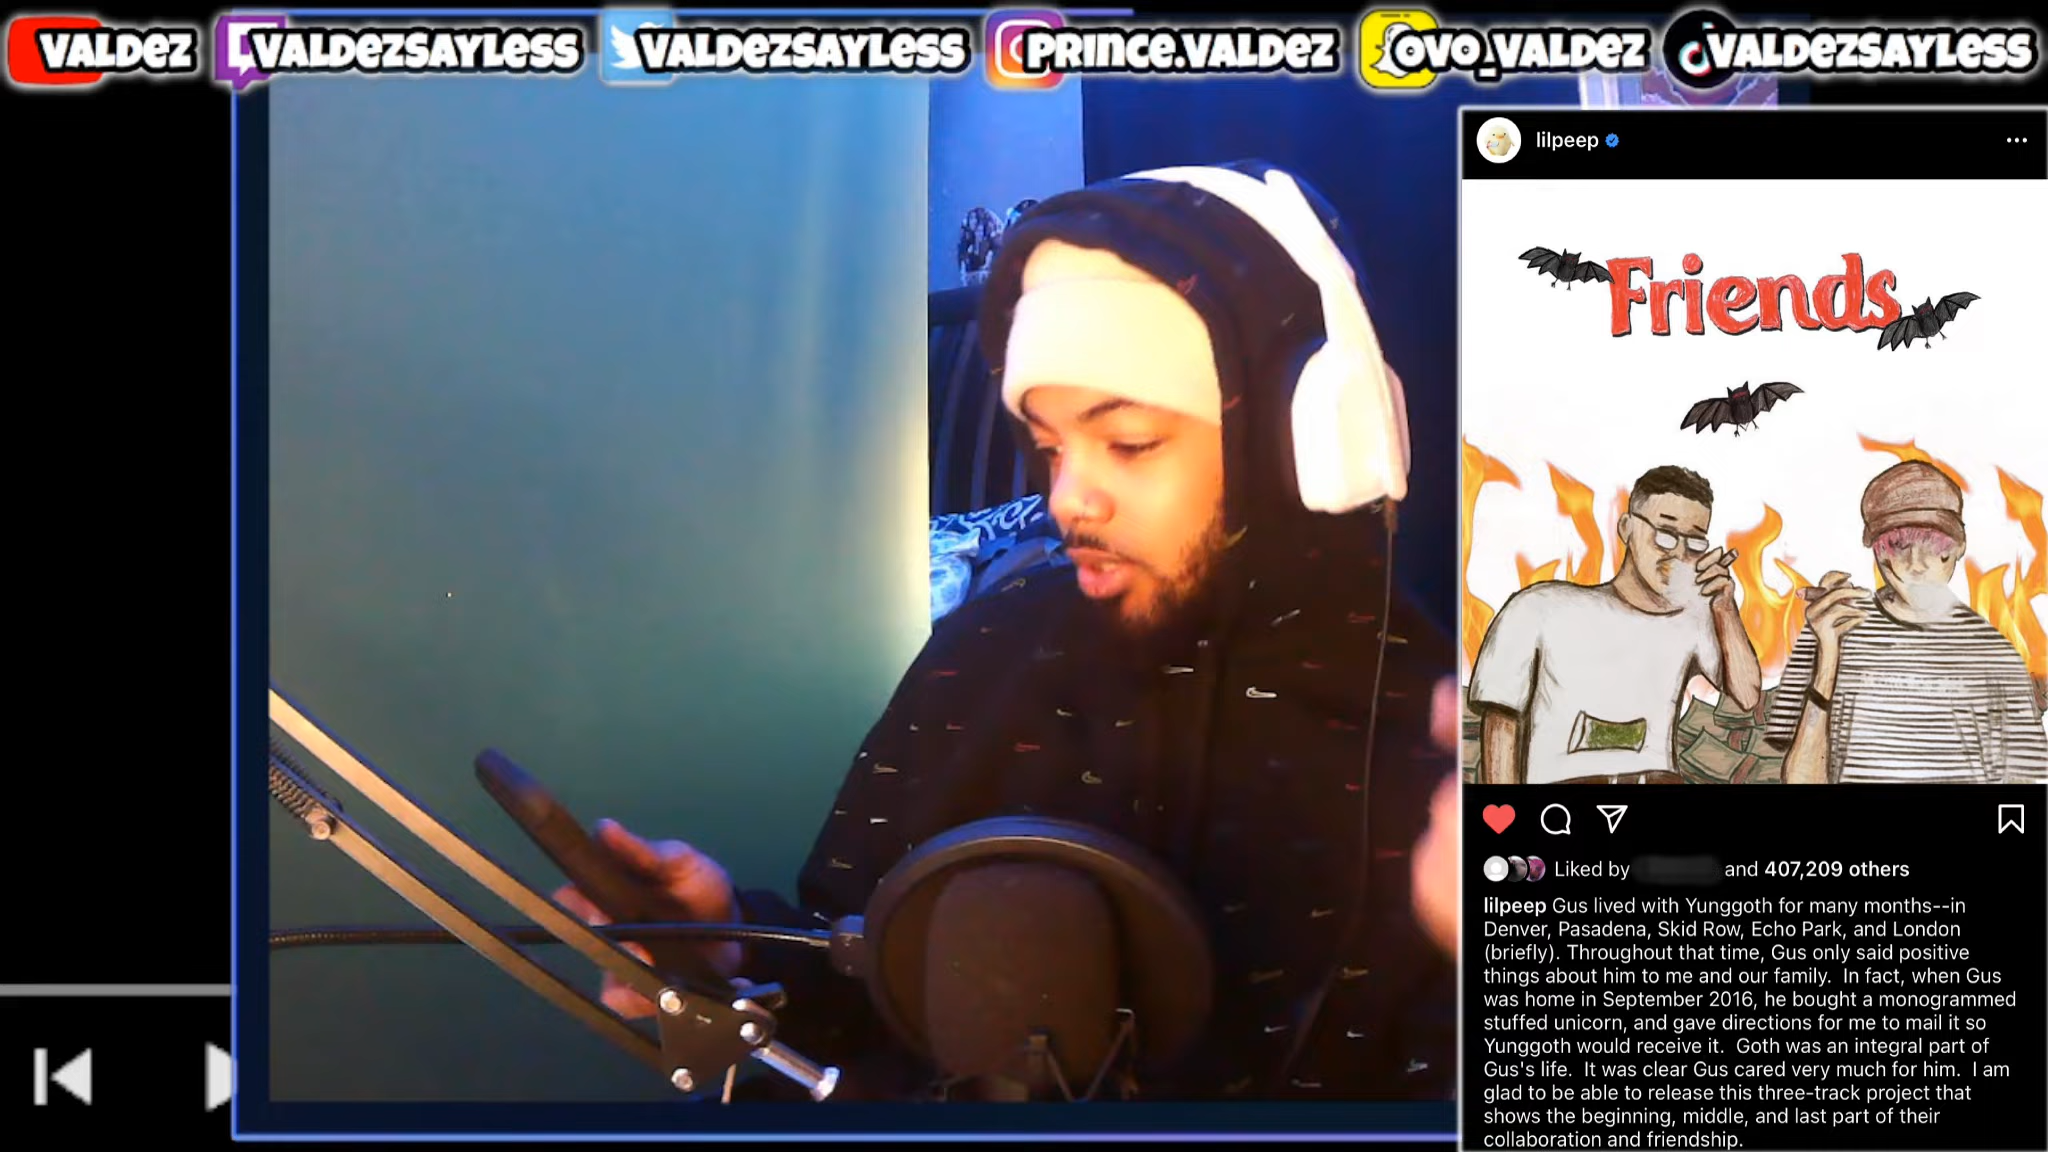 VALDEZ
VALDEZSAYLESS
VALDEZSAYLESS
PRINCE.VALDEZ
OVO_VALDEZ
VALDEZSAYLESS
lilpeep
Friends
Liked by and 407,209 others
lilpeep Gus lived with Yunggoth for many months--in
Denver, Pasadena, Skid Row, Echo Park, and London
(briefly). Throughout that time, Gus only said positive
things about him to me and our family. In fact, when Gus
was home in September 2016, he bought a monogrammed
stuffed unicorn, and gave directions for me to mail it so
Yunggoth would receive it. Goth was an integral part of
Gus's life. It was clear Gus cared very much for him. I am
glad to be able to release this three-track project that
shows the beginning, middle, and last part of their
collaboration and friendship.